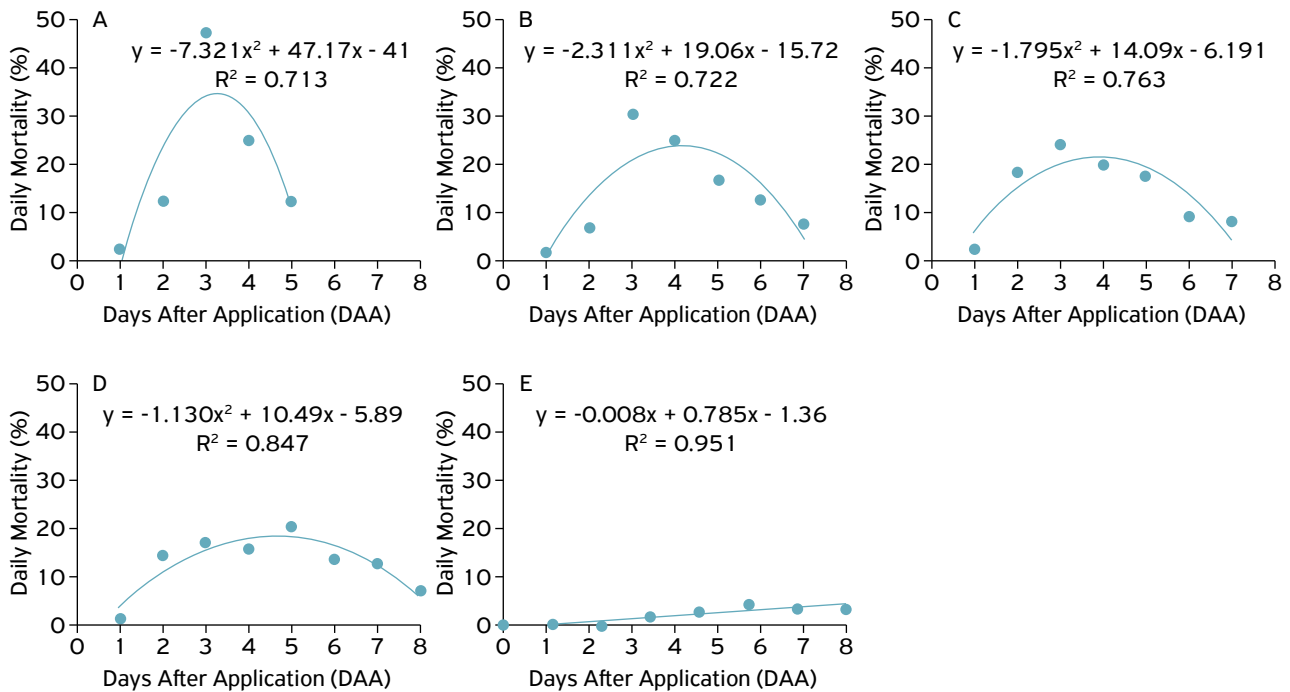 A
y = -7.321x² + 47.17x - 41
R² = 0.713
Daily Mortality (%)
50
40
30
20
10
0
0 1 2 3 4 5 6 7 8
Days After Application (DAA)
B
y = -2.311x² + 19.06x - 15.72
R² = 0.722
Daily Mortality (%)
50
40
30
20
10
0
0 1 2 3 4 5 6 7 8
Days After Application (DAA)
C
y = -1.795x² + 14.09x - 6.191
R² = 0.763
Daily Mortality (%)
50
40
30
20
10
0
0 1 2 3 4 5 6 7 8
Days After Application (DAA)
D
y = -1.130x² + 10.49x - 5.89
R² = 0.847
Daily Mortality (%)
50
40
30
20
10
0
0 1 2 3 4 5 6 7 8
Days After Application (DAA)
E
y = -0.008x + 0.785x - 1.36
R² = 0.951
Daily Mortality (%)
50
40
30
20
10
0
0 1 2 3 4 5 6 7 8
Days After Application (DAA)